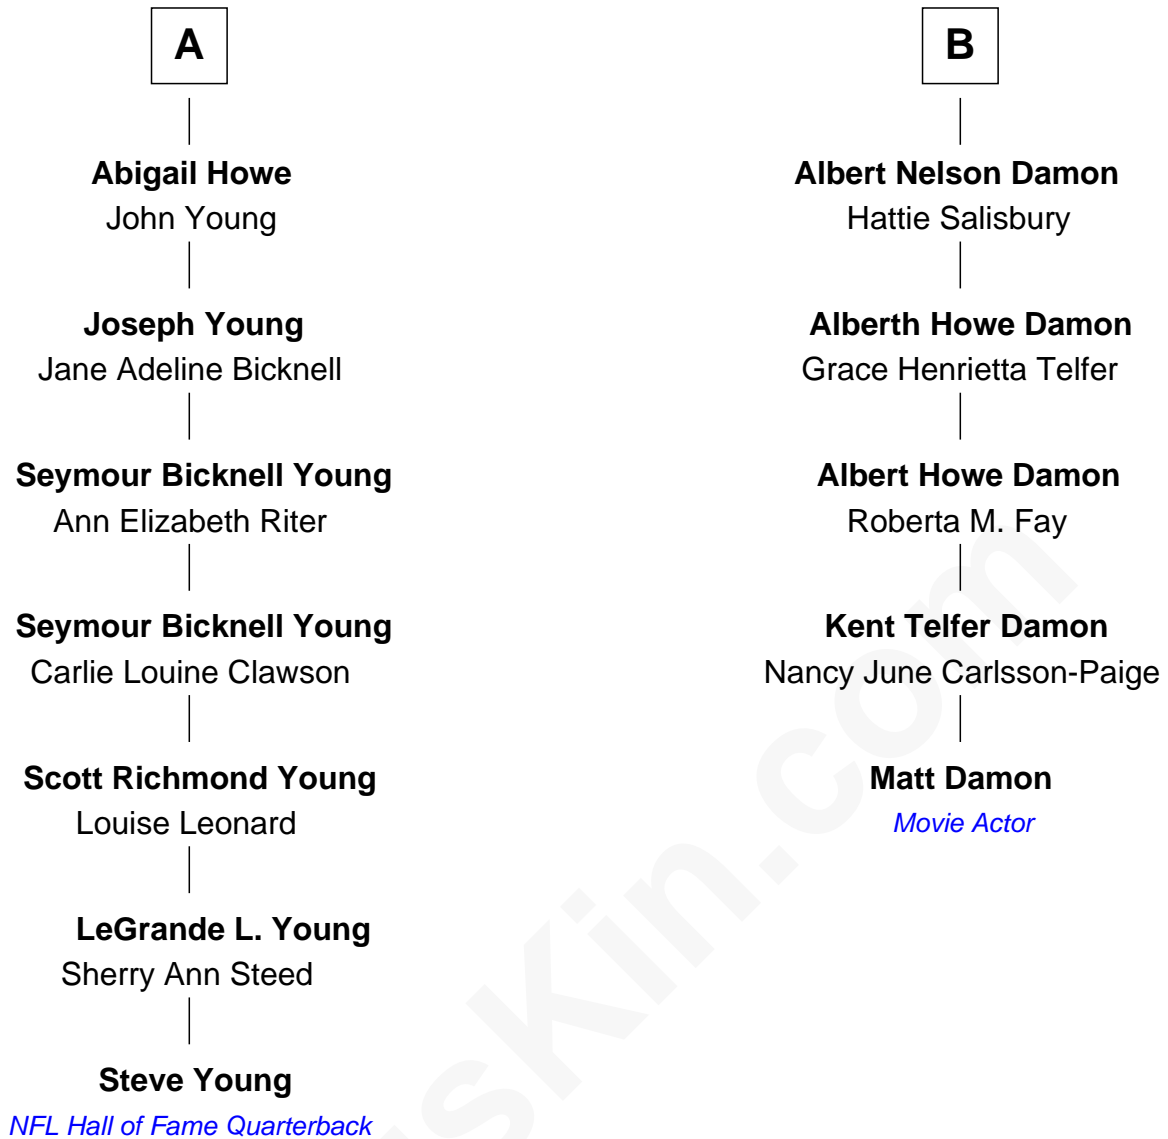 A
Abigail Howe
John Young
Joseph Young
Jane Adeline Bicknell
Seymour Bicknell Young
Ann Elizabeth Riter
Seymour Bicknell Young
Carlie Louine Clawson
Scott Richmond Young
Louise Leonard
LeGrande L. Young
Sherry Ann Steed
Steve Young
NFL Hall of Fame Quarterback
B
Albert Nelson Damon
Hattie Salisbury
Alberth Howe Damon
Grace Henrietta Telfer
Albert Howe Damon
Roberta M. Fay
Kent Telfer Damon
Nancy June Carlsson-Paige
Matt Damon
Movie Actor
sKin.com